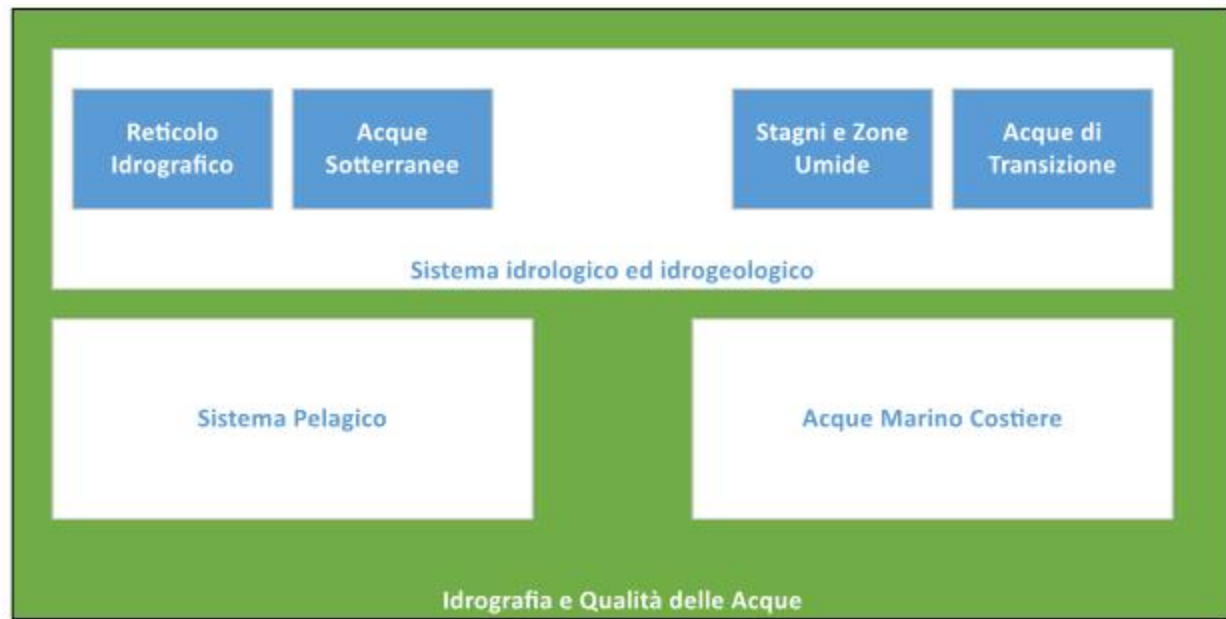 Reticolo
Idrografico
Acque
Sotterranee
Stagni e Zone
Umide
Acque di
Transizione
Sistema idrologico ed idrogeologico
Sistema Pelagico
Acque Marino Costiere
Idrografia e Qualità delle Acque